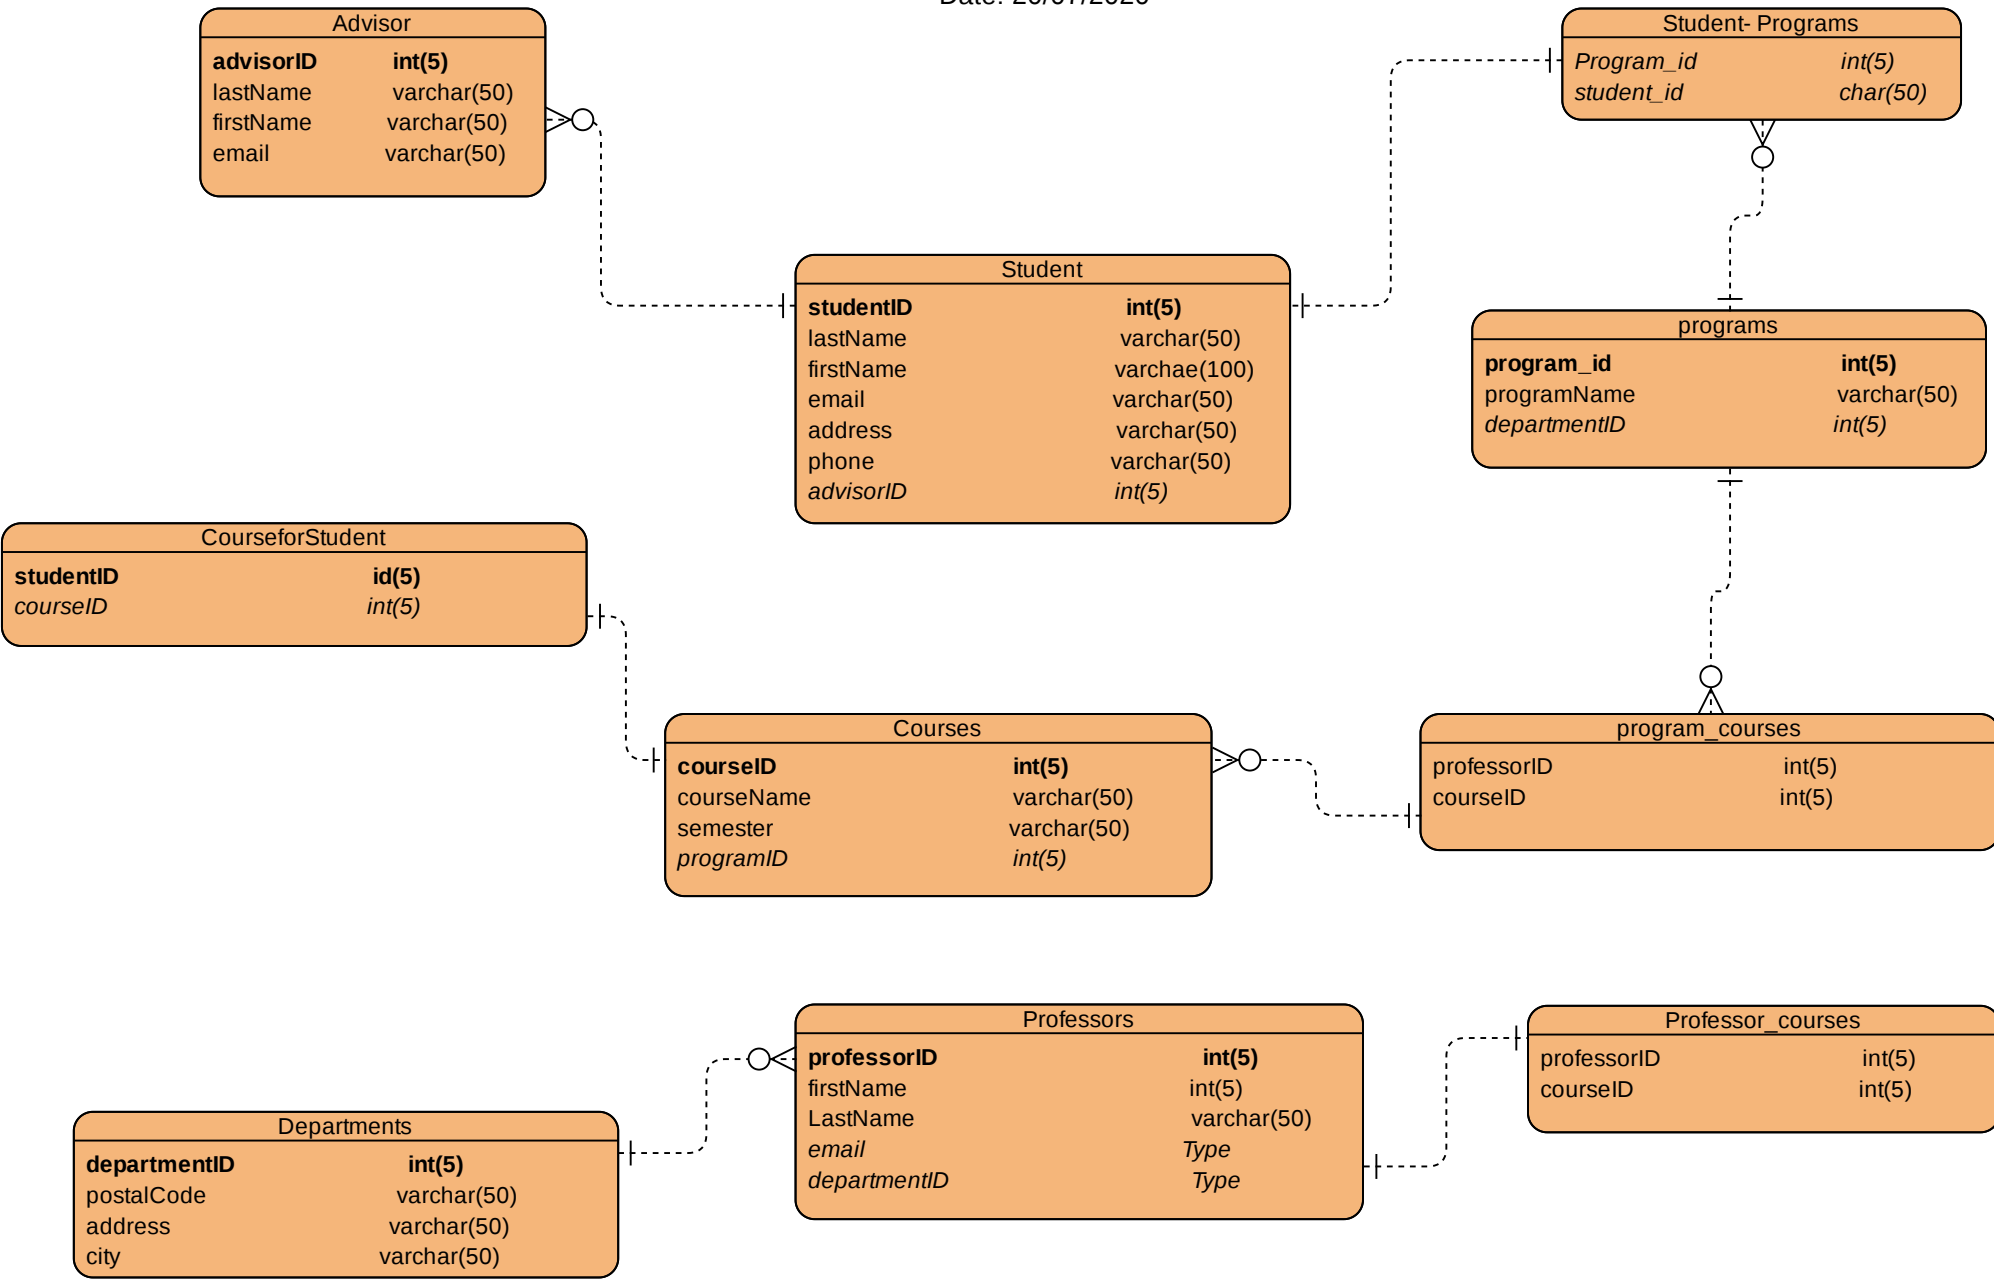 Advisor
advisorID int(5)
lastName varchar(50)
firstName varchar(50)
email varchar(50)
Student- Programs
Program_id int(5)
student_id char(50)
Student
studentID int(5)
lastName varchar(50)
firstName varchae(100)
email varchar(50)
address varchar(50)
phone varchar(50)
advisorID int(5)
programs
program_id int(5)
programName varchar(50)
departmentID int(5)
CourseforStudent
studentID id(5)
courseID int(5)
Courses
courseID int(5)
courseName varchar(50)
semester varchar(50)
programID int(5)
program_courses
professorID int(5)
courseID int(5)
Professors
professorID int(5)
firstName int(5)
LastName varchar(50)
email Type
departmentID Type
Professor_courses
professorID int(5)
courseID int(5)
Departments
departmentID int(5)
postalCode varchar(50)
address varchar(50)
city varchar(50)